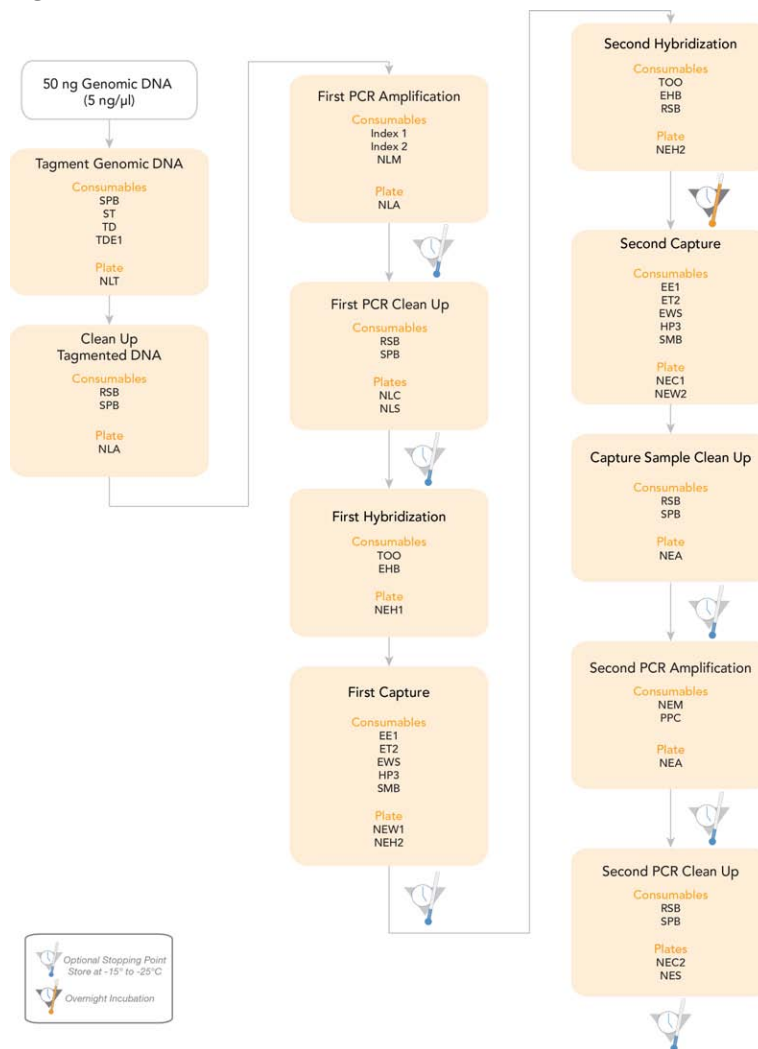 50 ng Genomic DNA
(5 ng/µl)
Tagment Genomic DNA
Consumables
SPB
ST
TD
TDE1
Plate
NLT
Clean Up
Tagmented DNA
Consumables
RSB
SPB
Plate
NLA
First PCR Amplification
Consumables
Index 1
Index 2
NLM
Plate
NLA
First PCR Clean Up
Consumables
RSB
SPB
Plates
NLC
NLS
First Hybridization
Consumables
TOO
EHB
Plate
NEH1
First Capture
Consumables
EE1
ET2
EWS
HP3
SMB
Plate
NEW1
NEH2
Second Hybridization
Consumables
TOO
EHB
RSB
Plate
NEH2
Second Capture
Consumables
EE1
ET2
EWS
HP3
SMB
Plate
NEC1
NEW2
Capture Sample Clean Up
Consumables
RSB
SPB
Plate
NEA
Second PCR Amplification
Consumables
NEM
PPC
Plate
NEA
Second PCR Clean Up
Consumables
RSB
SPB
Plates
NEC2
NES
Optional Stopping Point
Store at -15° to -25°C
Overnight Incubation